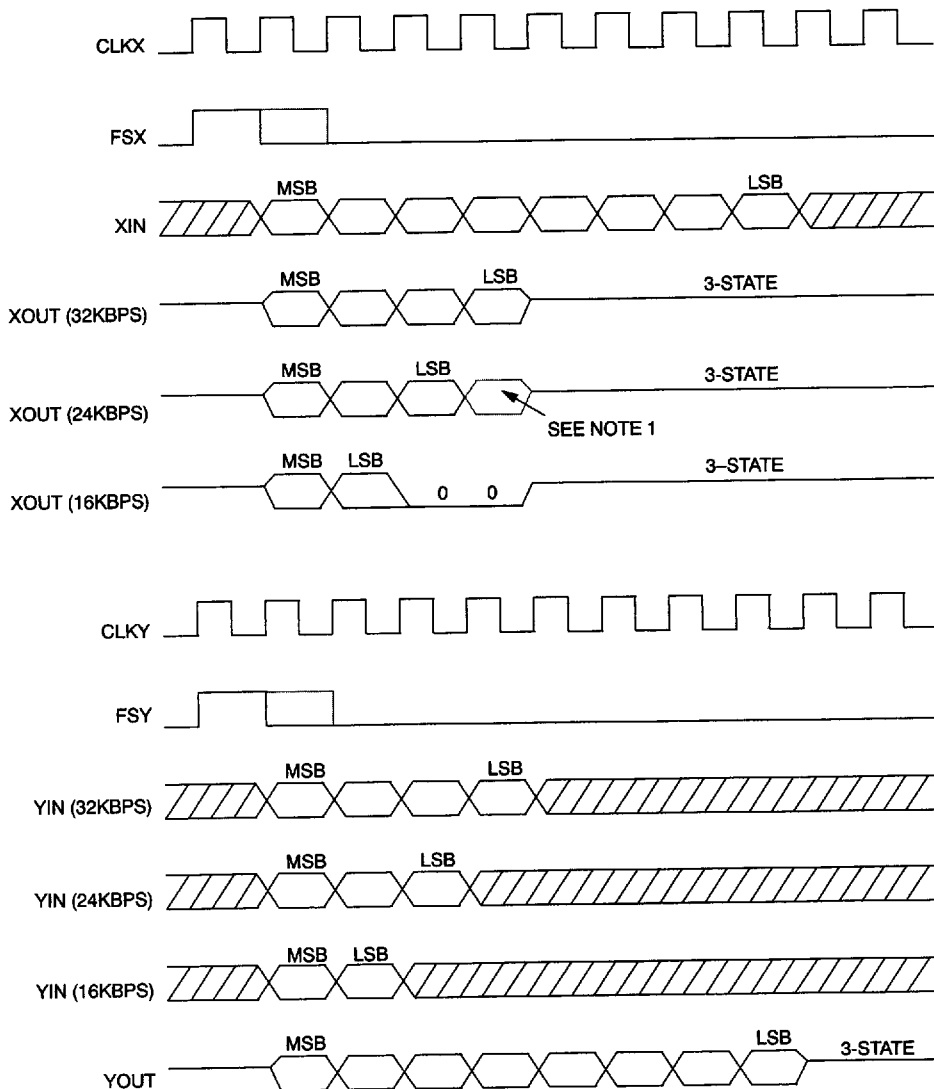 CLKX
FSX
MSB LSB
XIN
MSB LSB 3-STATE
XOUT (32KBPS)
MSB LSB 3-STATE
XOUT (24KBPS)
SEE NOTE 1
MSB LSB 3–STATE
0 0
XOUT (16KBPS)
CLKY
FSY
MSB LSB
YIN (32KBPS)
MSB LSB
YIN (24KBPS)
MSB LSB
YIN (16KBPS)
MSB LSB 3-STATE
YOUT